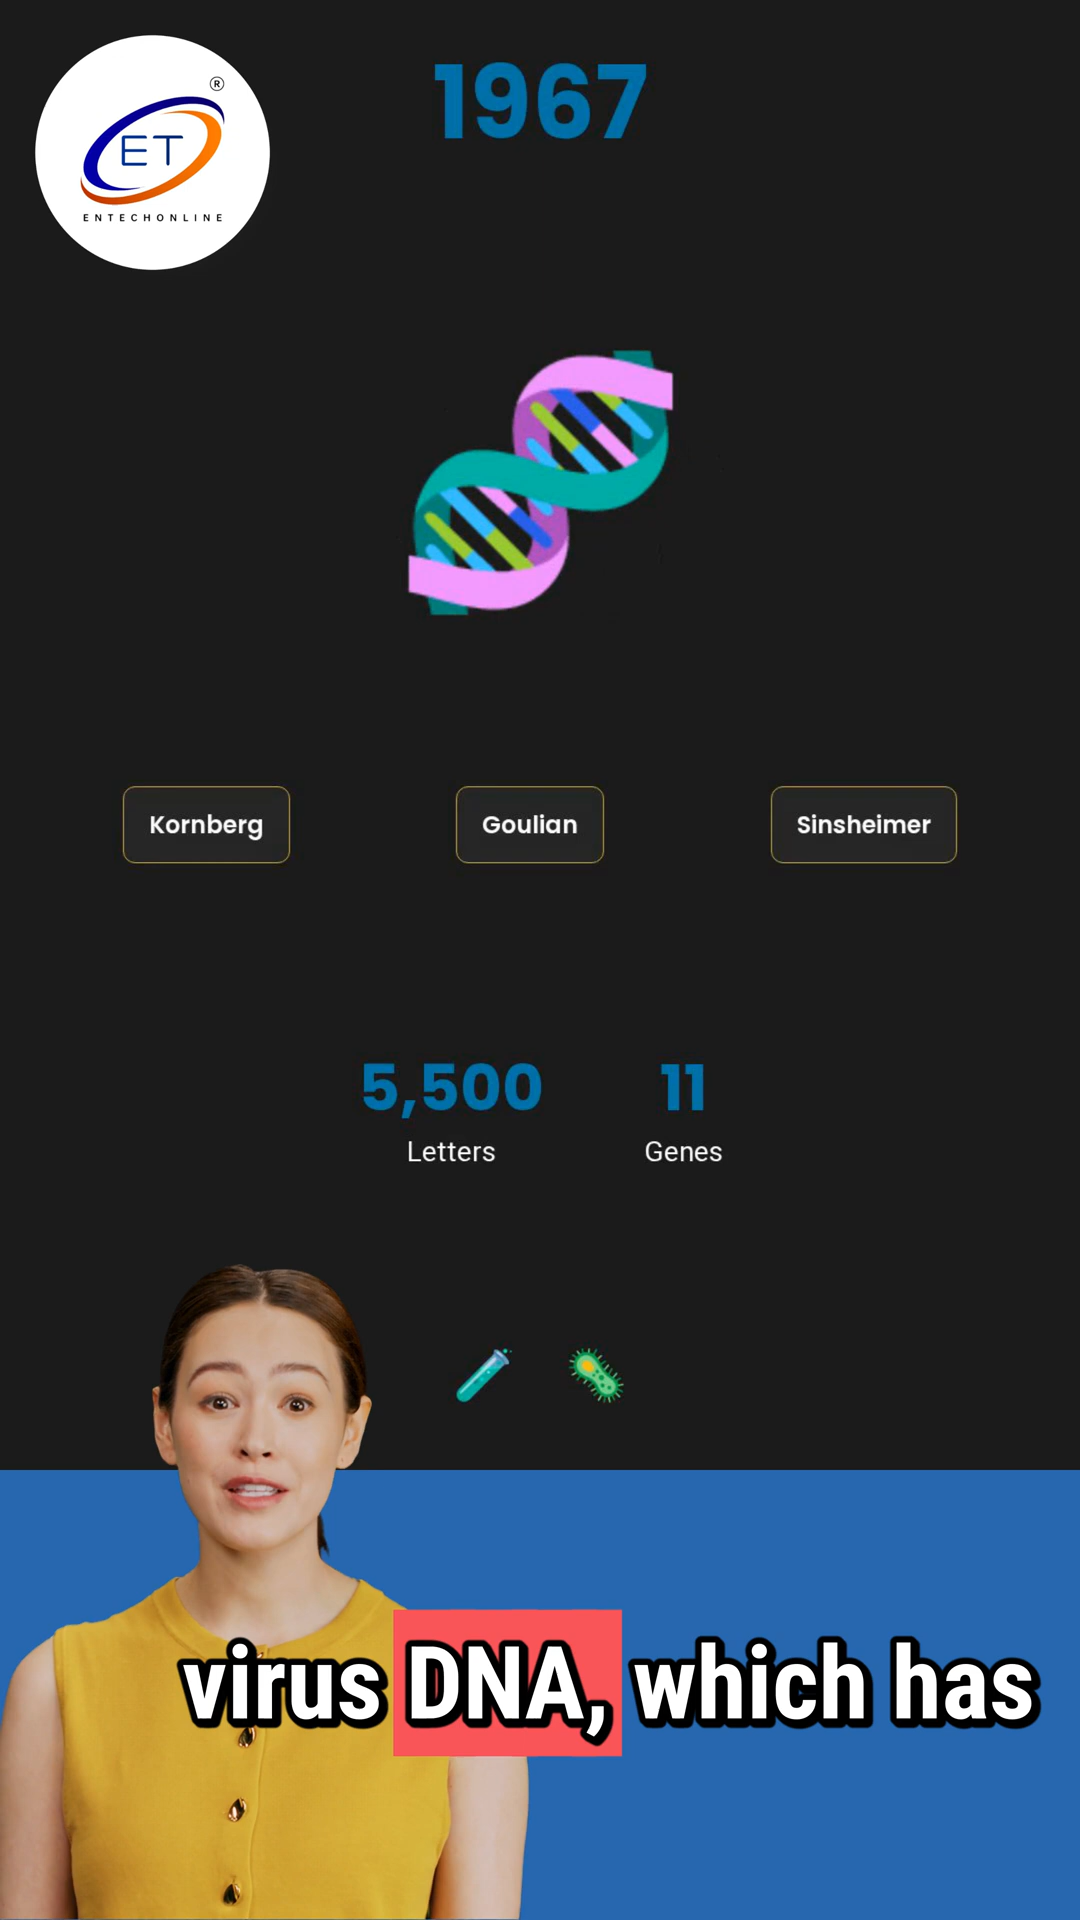 1967
®
ET
ENTECHONLINE
Kornberg
Goulian
Sinsheimer
5,500
11
Letters
Genes
virus DNA, which has